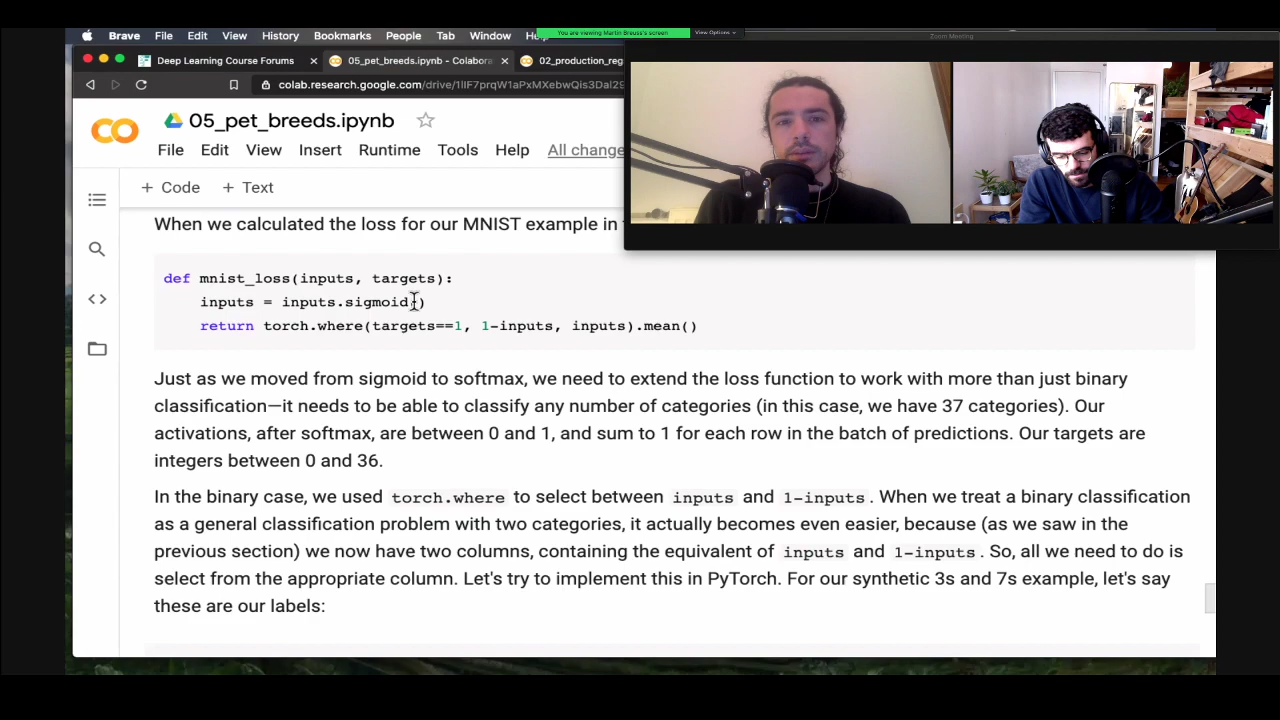 You are viewing Martin Breuss's screen
View Options
Zoom Meeting
Brave File Edit View History Bookmarks People Tab Window
Deep Learning Course Forums
05_pet_breeds.ipynb - Colabora
02_production_reg
colab.research.google.com/drive/
05_pet_breeds.ipynb
File Edit View Insert Runtime Tools Help All change
+ Code + Text
When we calculated the loss for our MNIST example in
def mnist_loss(inputs, targets):
inputs = inputs.sigmoid()
return torch.where(targets==1, 1-inputs, inputs).mean()
Just as we moved from sigmoid to softmax, we need to extend the loss function to work with more than just binary
classification—it needs to be able to classify any number of categories (in this case, we have 37 categories). Our
activations, after softmax, are between 0 and 1, and sum to 1 for each row in the batch of predictions. Our targets are
integers between 0 and 36.
In the binary case, we used torch.where to select between inputs and 1-inputs. When we treat a binary classification
as a general classification problem with two categories, it actually becomes even easier, because (as we saw in the
previous section) we now have two columns, containing the equivalent of inputs and 1-inputs. So, all we need to do is
select from the appropriate column. Let's try to implement this in PyTorch. For our synthetic 3s and 7s example, let's say
these are our labels: